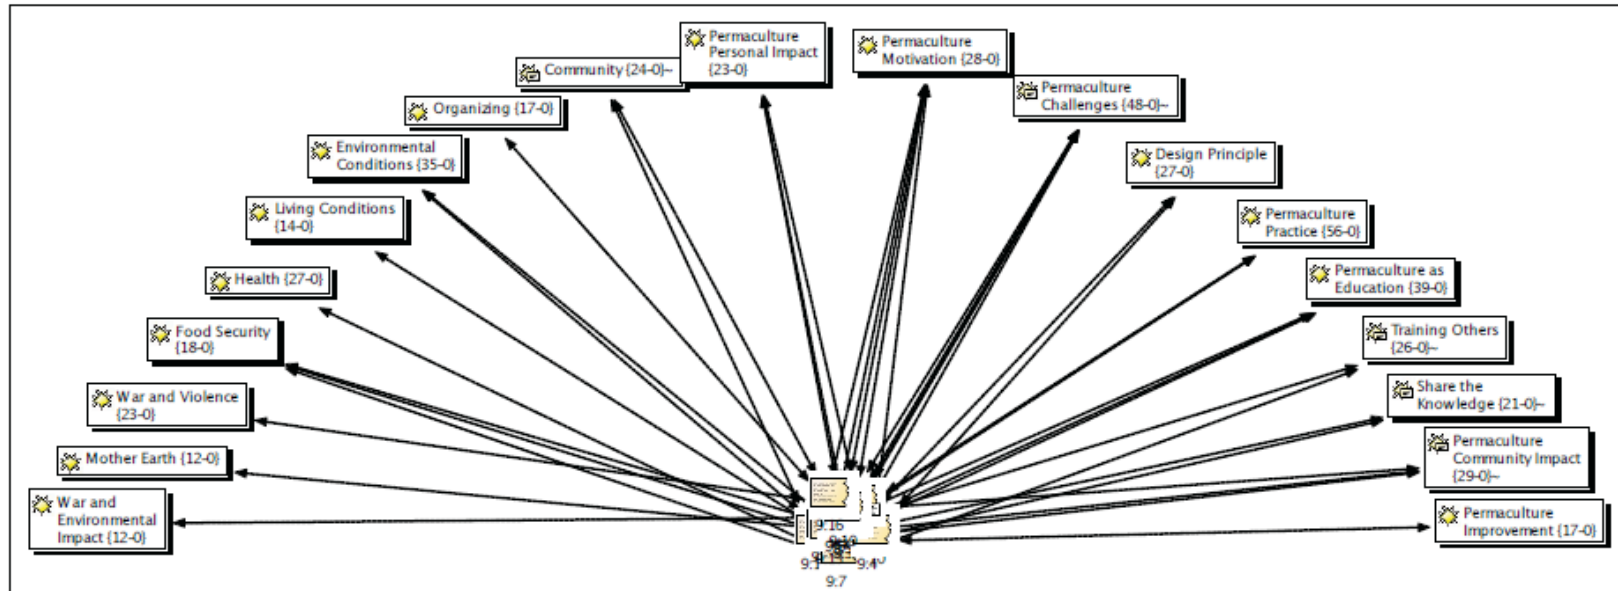 Permaculture
Personal Impact
{23-0}
Permaculture
Motivation {28-0}
Community {24-0}~
Permaculture
Challenges {48-0}~
Organizing {17-0}
Environmental
Conditions {35-0}
Design Principle
{27-0}
Living Conditions
{14-0}
Permaculture
Practice {56-0}
Health {27-0}
Permaculture as
Education {39-0}
Food Security
{18-0}
Training Others
{26-0}~
War and Violence
{23-0}
Share the
Knowledge {21-0}~
Mother Earth {12-0}
Permaculture
Community Impact
{29-0}~
War and
Environmental
Impact {12-0}
Permaculture
Improvement {17-0}
9:16
9:7